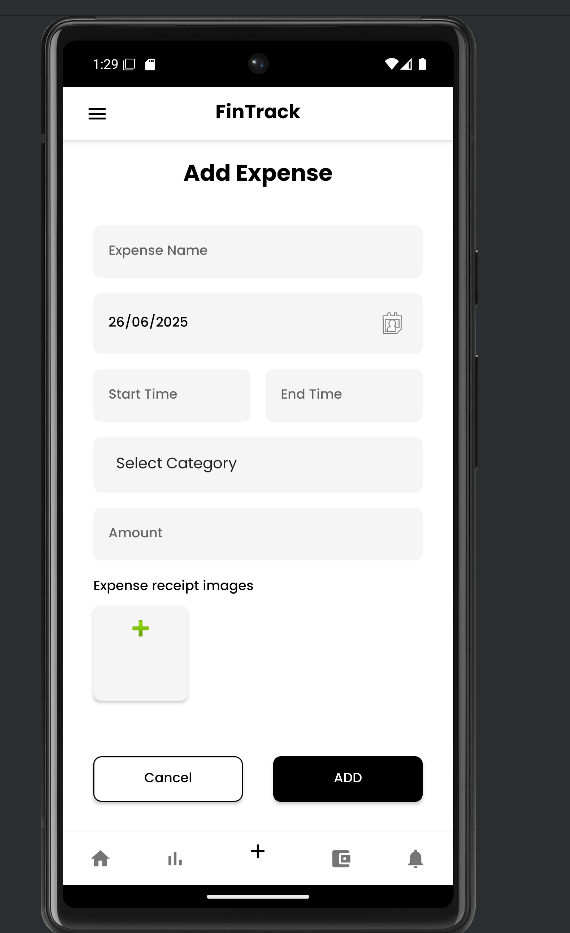 1:29
FinTrack
Add Expense
Expense Name
26/06/2025
Start Time End Time
Select Category
Amount
Expense receipt images
Cancel ADD